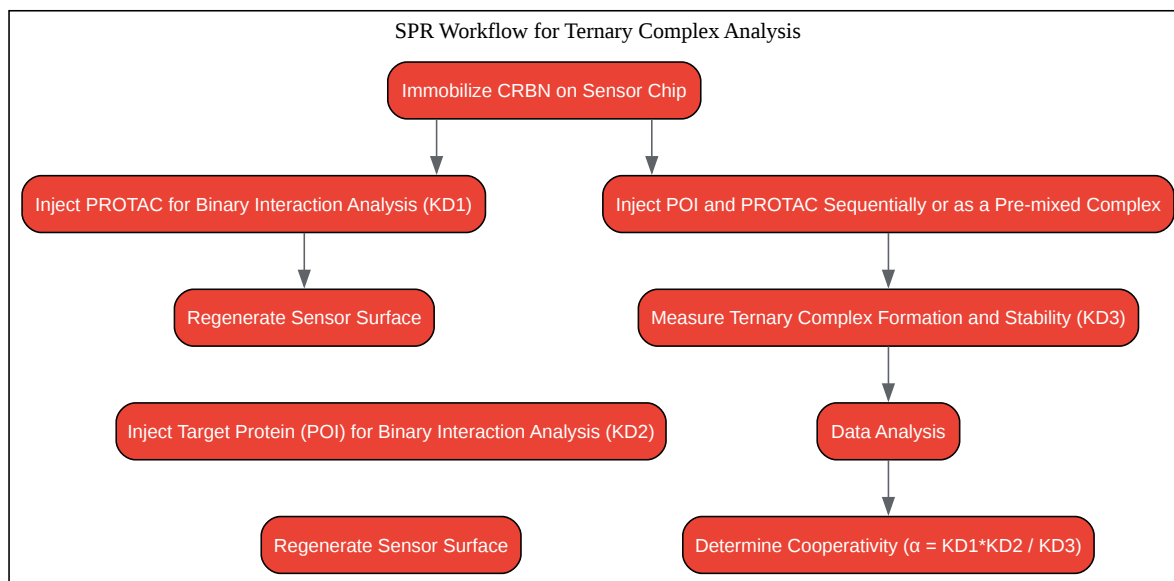 SPR Workflow for Ternary Complex Analysis
Immobilize CRBN on Sensor Chip
Inject PROTAC for Binary Interaction Analysis (KD1)
Inject POI and PROTAC Sequentially or as a Pre-mixed Complex
Regenerate Sensor Surface
Measure Ternary Complex Formation and Stability (KD3)
Inject Target Protein (POI) for Binary Interaction Analysis (KD2)
Data Analysis
Regenerate Sensor Surface
Determine Cooperativity (α = KD1*KD2 / KD3)